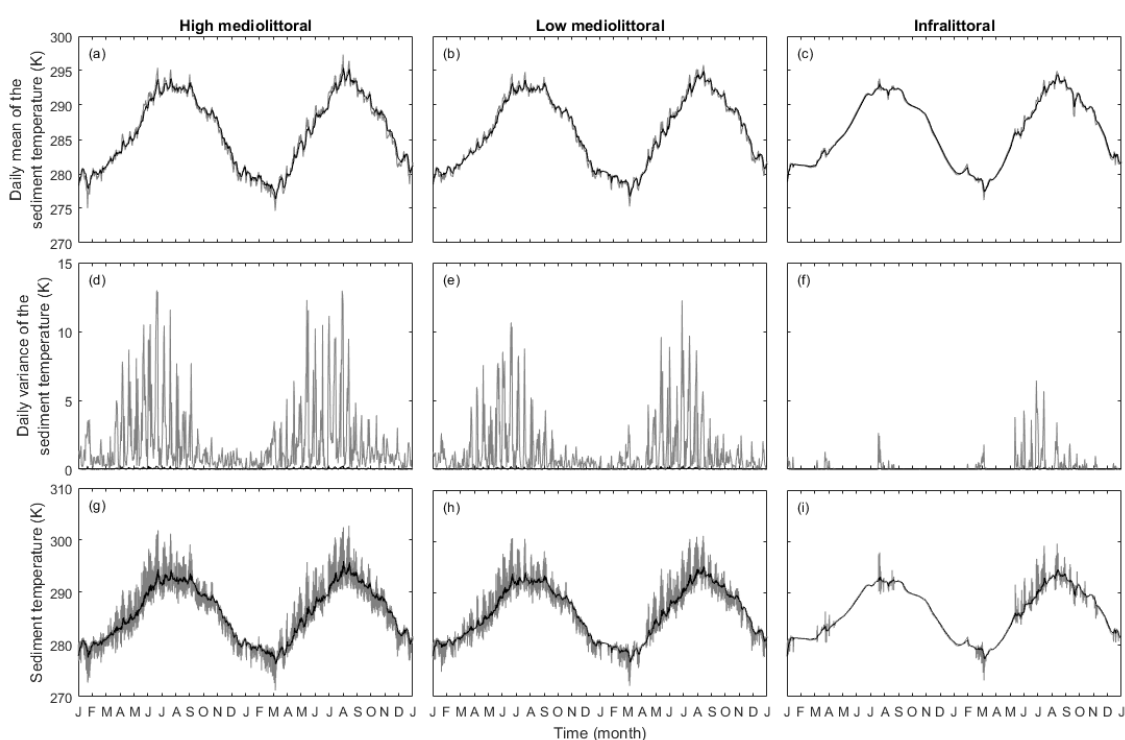 High mediolittoral Low mediolittoral Infralittoral
Daily mean of the
sediment temperature (K)
300
295
290
285
280
275
270
(a) (b) (c)
Daily variance of the
sediment temperature (K)
15
10
5
0
(d) (e) (f)
Sediment temperature (K)
310
300
290
280
270
(g) (h) (i)
J F M A M J J A S O N D J F M A M J J A S O N D J J F M A M J J A S O N D J F M A M J J A S O N D J J F M A M J J A S O N D J F M A M J J A S O N D J
Time (month)